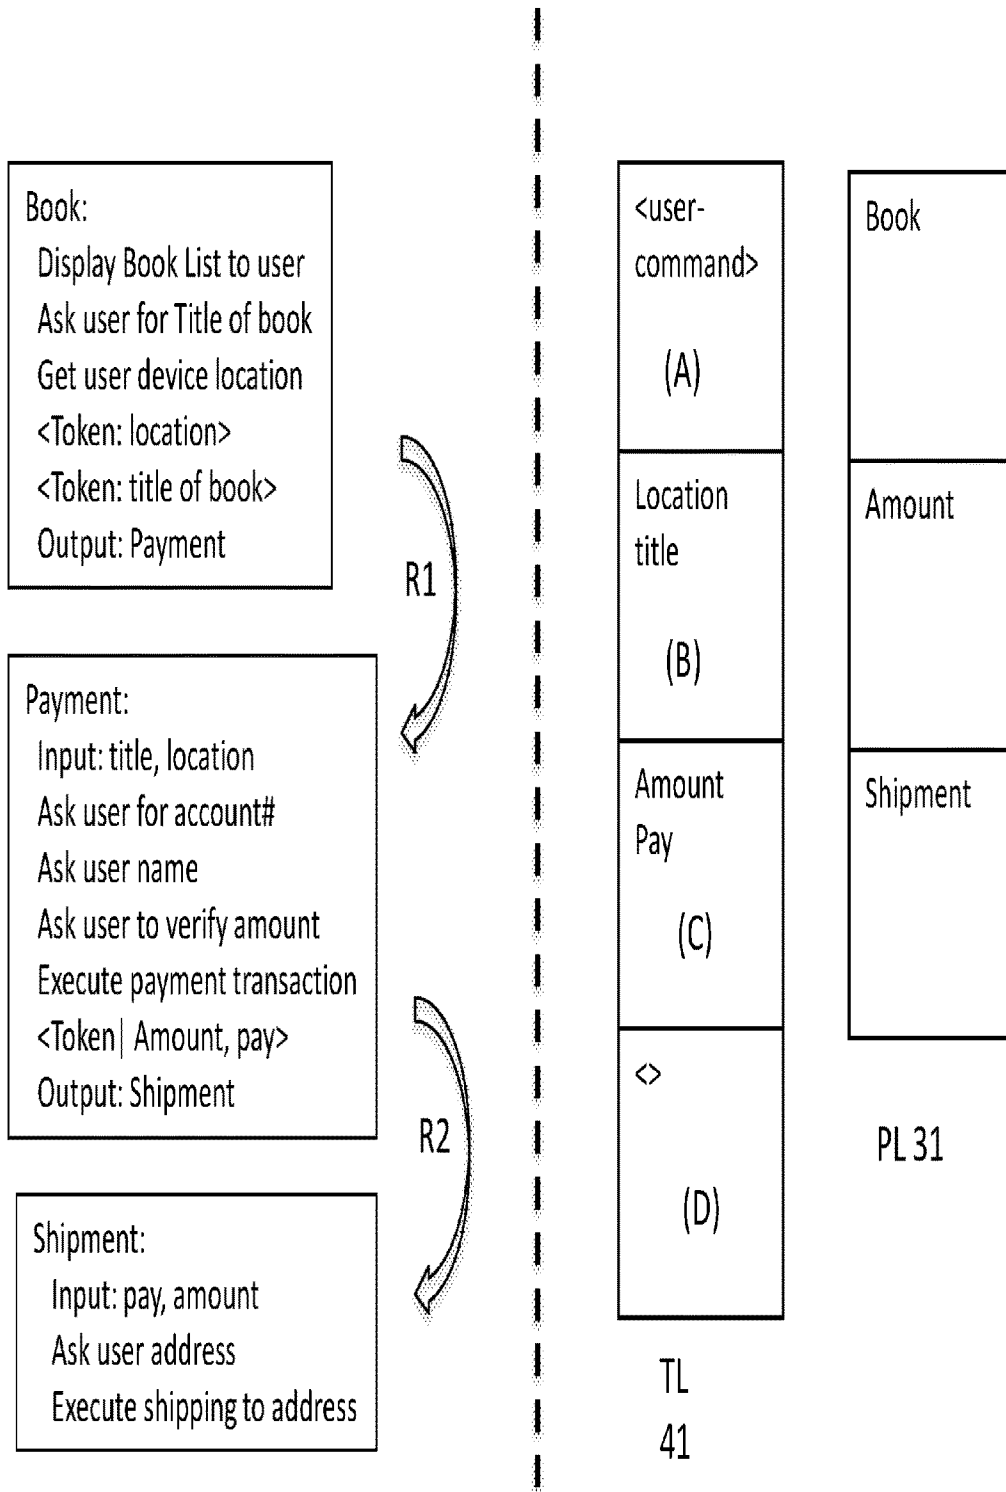 Book:
Display Book List to user
Ask user for Title of book
Get user device location
<Token: location>
<Token: title of book>
Output: Payment
R1
Payment:
Input: title, location
Ask user for account#
Ask user name
Ask user to verify amount
Execute payment transaction
<Token| Amount, pay>
Output: Shipment
R2
Shipment:
Input: pay, amount
Ask user address
Execute shipping to address
<user-
command>
(A)
Location
title
(B)
Amount
Pay
(C)
<>
(D)
TL
41
Book
Amount
Shipment
PL 31